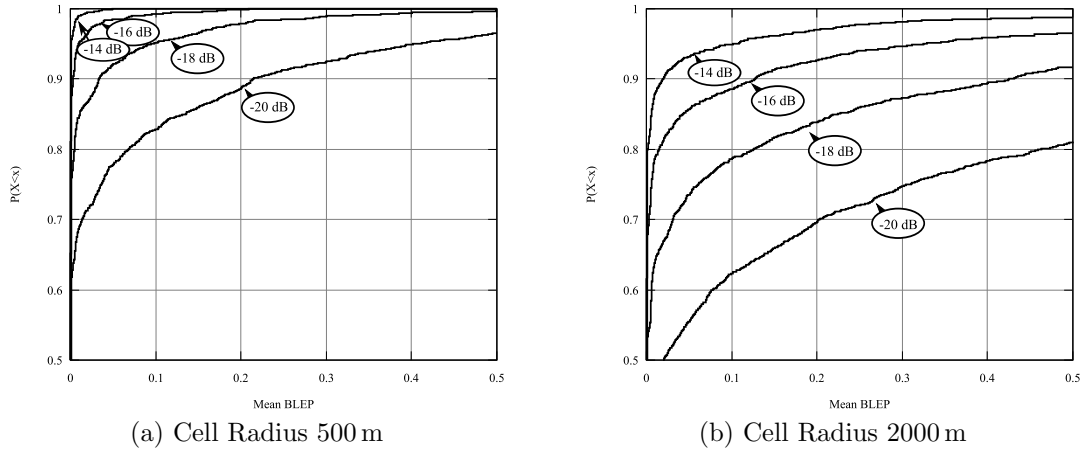 1
0.9
0.8
0.7
0.6
0.5
P(X<x)
0 0.1 0.2 0.3 0.4 0.5
Mean BLEP
-14 dB
-16 dB
-18 dB
-20 dB
(a) Cell Radius 500 m
1
0.9
0.8
0.7
0.6
0.5
P(X<x)
0 0.1 0.2 0.3 0.4 0.5
Mean BLEP
-14 dB
-16 dB
-18 dB
-20 dB
(b) Cell Radius 2000 m